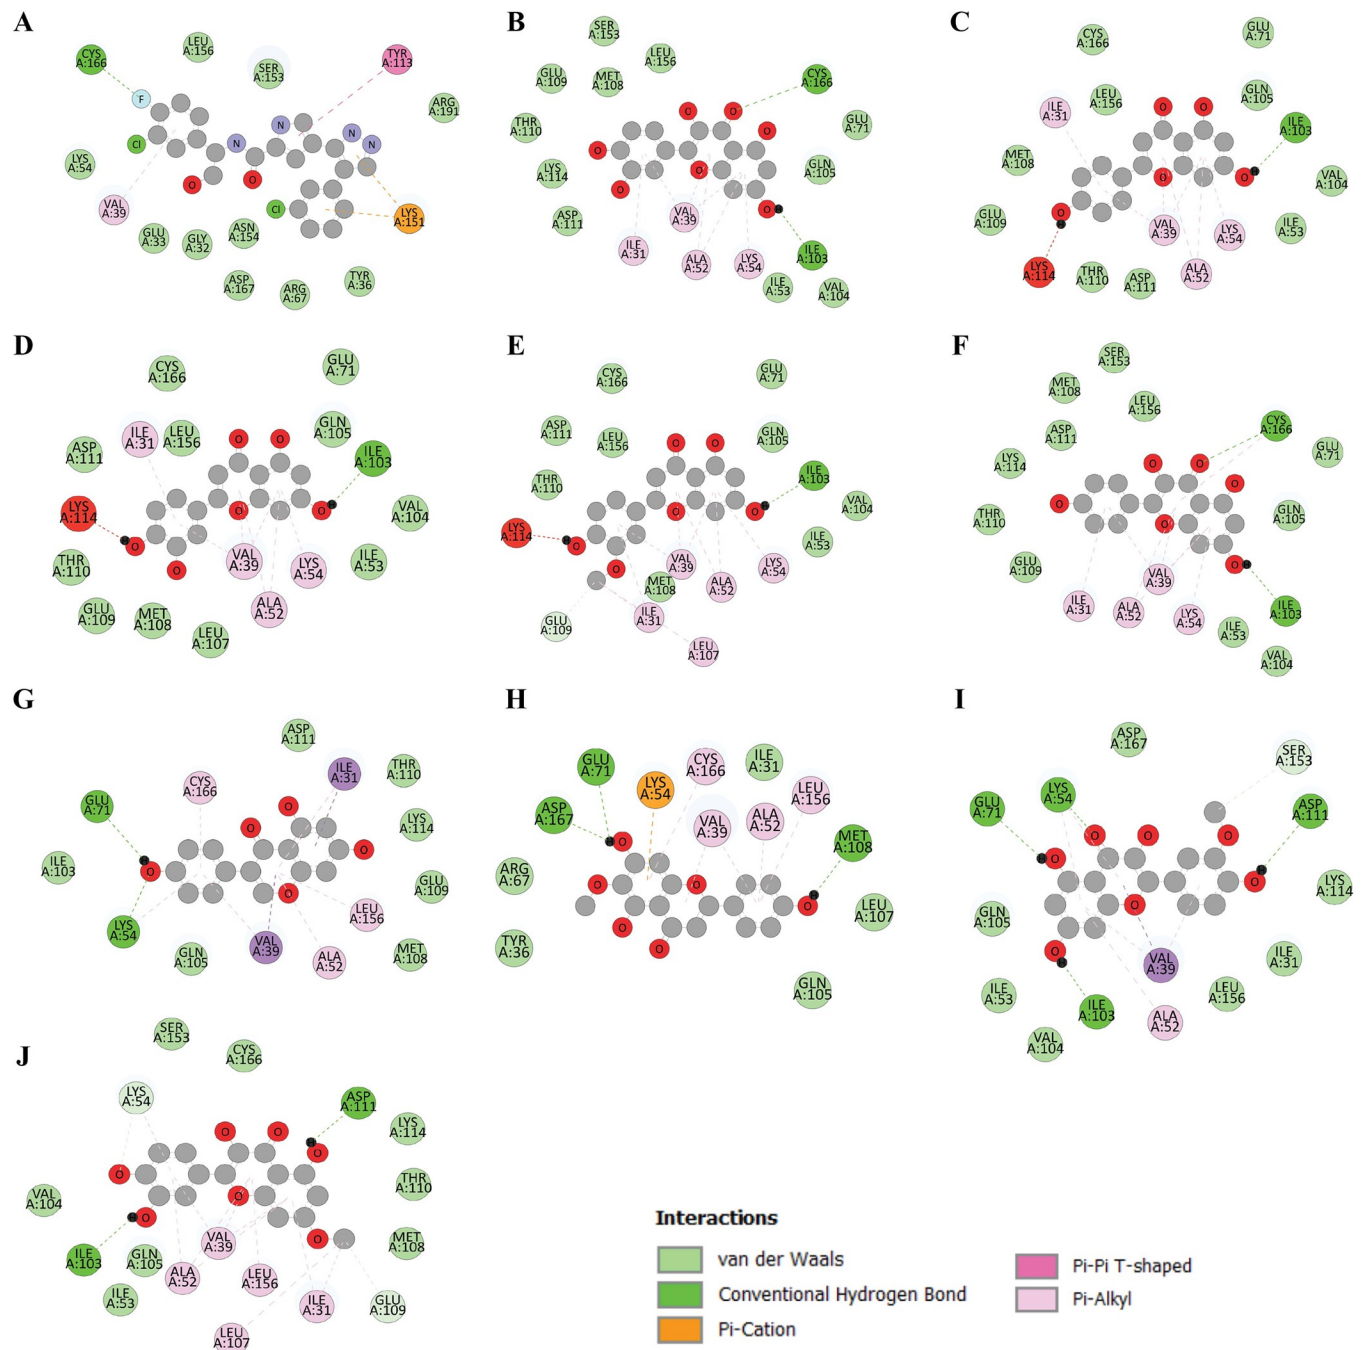 A
CYS
A:166
LEU
A:156
SER
A:153
TYR
A:113
ARG
A:191
F
Cl
N
N
N
N
O
O
Cl
LYS
A:54
VAL
A:39
GLU
A:33
GLY
A:32
ASN
A:154
ASP
A:167
ARG
A:67
TYR
A:36
LYS
A:151
B
SER
A:153
LEU
A:156
GLU
A:109
MET
A:108
CYS
A:166
THR
A:110
GLU
A:71
LYS
A:114
GLN
A:105
ASP
A:111
ILE
A:31
VAL
A:39
ALA
A:52
LYS
A:54
ILE
A:103
ILE
A:53
VAL
A:104
O
O
O
O
O
O
O
H
C
CYS
A:166
GLU
A:71
ILE
A:31
LEU
A:156
GLN
A:105
ILE
A:103
MET
A:108
VAL
A:104
GLU
A:109
VAL
A:39
LYS
A:54
ILE
A:53
LYS
A:114
THR
A:110
ASP
A:111
ALA
A:52
O
O
O
O
H
O
H
D
CYS
A:166
GLU
A:71
ASP
A:111
ILE
A:31
LEU
A:156
GLN
A:105
ILE
A:103
LYS
A:114
VAL
A:104
THR
A:110
VAL
A:39
LYS
A:54
ILE
A:53
GLU
A:109
MET
A:108
LEU
A:107
ALA
A:52
O
O
O
O
H
O
H
O
E
CYS
A:166
GLU
A:71
ASP
A:111
LEU
A:156
GLN
A:105
THR
A:110
ILE
A:103
VAL
A:104
LYS
A:114
ILE
A:53
MET
A:108
VAL
A:39
ALA
A:52
LYS
A:54
GLU
A:109
ILE
A:31
LEU
A:107
O
O
O
O
H
O
H
O
F
SER
A:153
MET
A:108
LEU
A:156
ASP
A:111
CYS
A:166
GLU
A:71
LYS
A:114
THR
A:110
GLN
A:105
GLU
A:109
ILE
A:31
ALA
A:52
VAL
A:39
LYS
A:54
ILE
A:53
ILE
A:103
VAL
A:104
O
O
O
O
O
O
H
G
ASP
A:111
ILE
A:31
THR
A:110
CYS
A:166
GLU
A:71
LYS
A:114
ILE
A:103
GLU
A:109
LEU
A:156
LYS
A:54
GLN
A:105
VAL
A:39
ALA
A:52
MET
A:108
H
O
O
O
O
O
H
GLU
A:71
LYS
A:54
CYS
A:166
ILE
A:31
ASP
A:167
VAL
A:39
ALA
A:52
LEU
A:156
MET
A:108
ARG
A:67
LEU
A:107
TYR
A:36
GLN
A:105
H
O
O
O
O
O
O
H
I
ASP
A:167
SER
A:153
LYS
A:54
GLU
A:71
ASP
A:111
LYS
A:114
GLN
A:105
ILE
A:31
ILE
A:53
VAL
A:39
LEU
A:156
ILE
A:103
VAL
A:104
ALA
A:52
O
O
O
H
O
O
H
O
O
H
J
SER
A:153
CYS
A:166
LYS
A:54
ASP
A:111
LYS
A:114
THR
A:110
VAL
A:104
MET
A:108
ILE
A:103
GLN
A:105
ILE
A:53
ALA
A:52
VAL
A:39
LEU
A:156
LEU
A:107
ILE
A:31
GLU
A:109
O
O
H
O
O
O
H
O
O
Interactions
van der Waals
Conventional Hydrogen Bond
Pi-Cation
Pi-Pi T-shaped
Pi-Alkyl